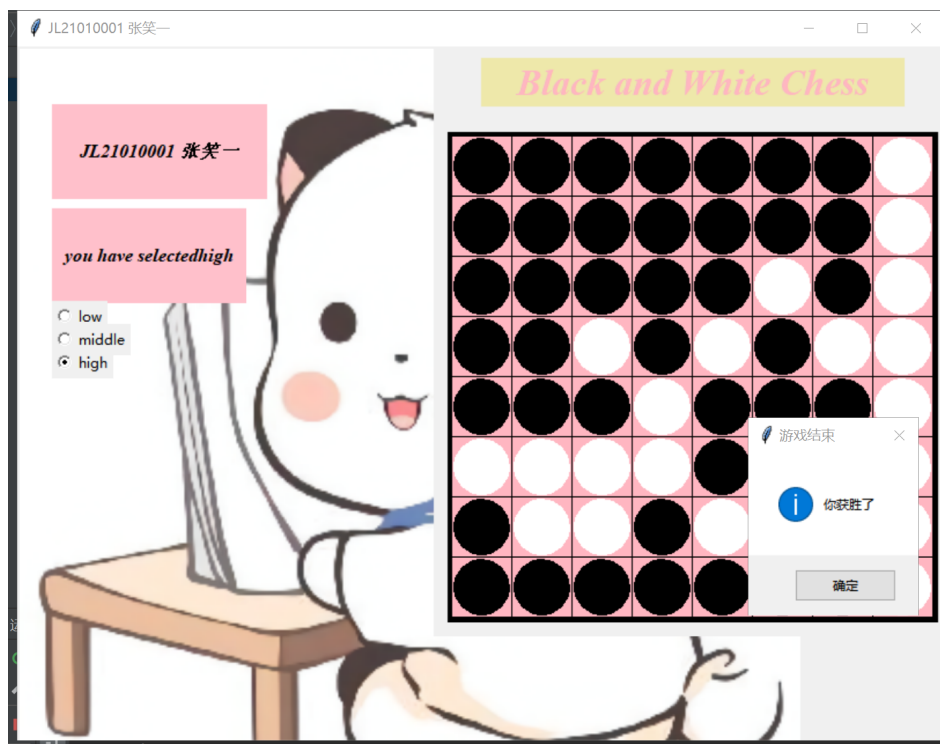 JL21010001 张笑一
Black and White Chess
JL21010001 张笑一
you have selectedhigh
low
middle
high
游戏结束
你获胜了
确定